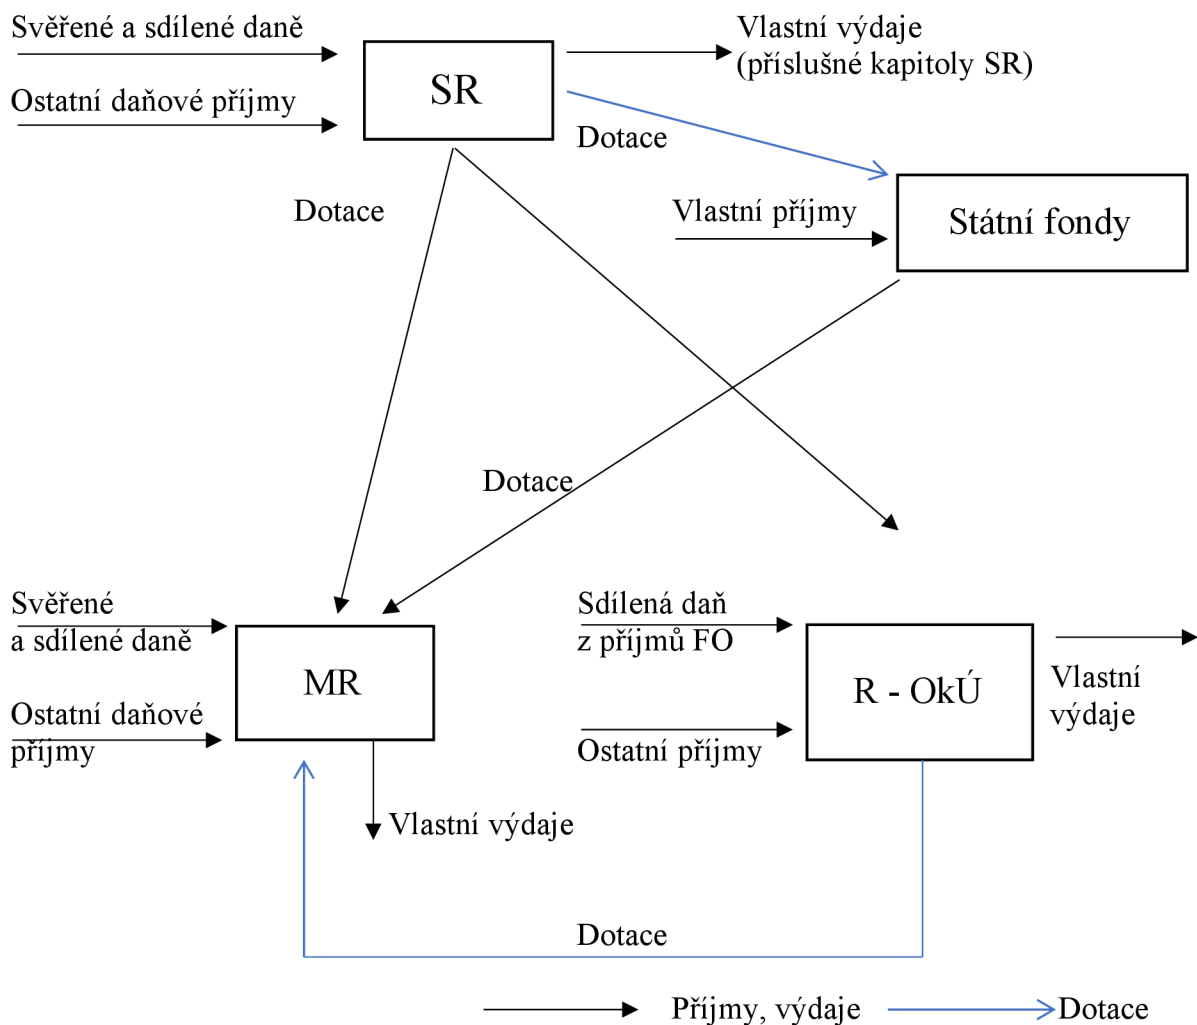 Svěřené a sdílené daně
Vlastní výdaje
(příslušné kapitoly SR)
SR
Ostatní daňové příjmy
Dotace
Dotace
Vlastní příjmy
Státní fondy
Dotace
Svěřené
a sdílené daně
Sdílená daň
z příjmů FO
MR
R - OkÚ
Vlastní
výdaje
Ostatní daňové
příjmy
Ostatní příjmy
Vlastní výdaje
Dotace
Příjmy, výdaje
Dotace